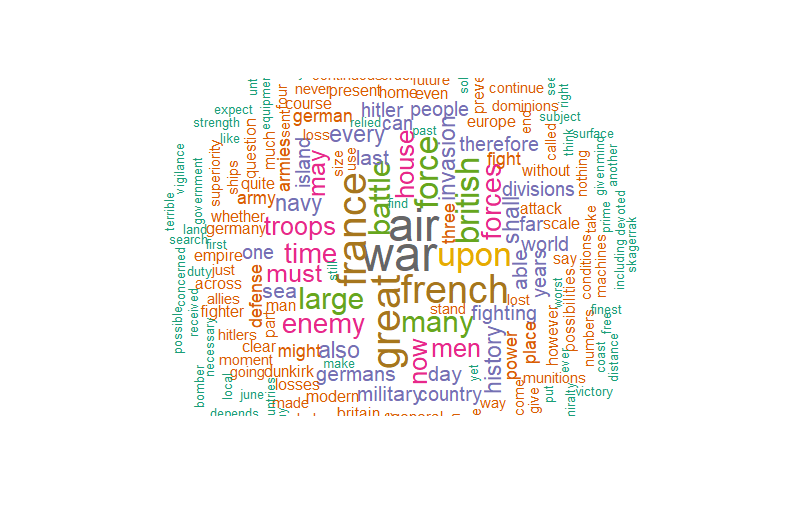 never present home even future continue
course dominions
expect german hitler people right
strength relied can past europe end subject
like loss every think surface
superiority question much armies sent four equipment
island may last size use
house force invasion british therefore
fight without nothing another
vigilance ships quite army navy
france battle find three forces shall divisions
attack given mind
terrible government whether
land germany troops air far scale take prime
search first empire one time war upon world
including devoted skagerrak
duty just must still able years say conditions machines
concerned across sea large great french lost worst
possible received allies man stand possibilities finest
fighter defense part enemy many fighting
hitlers might also now men history power place however numbers coast free distance
necessary clear make
moment going dunkirk germans day yet ever
bomber local losses military country munitions
june made modern way come give put victory
depends britain general